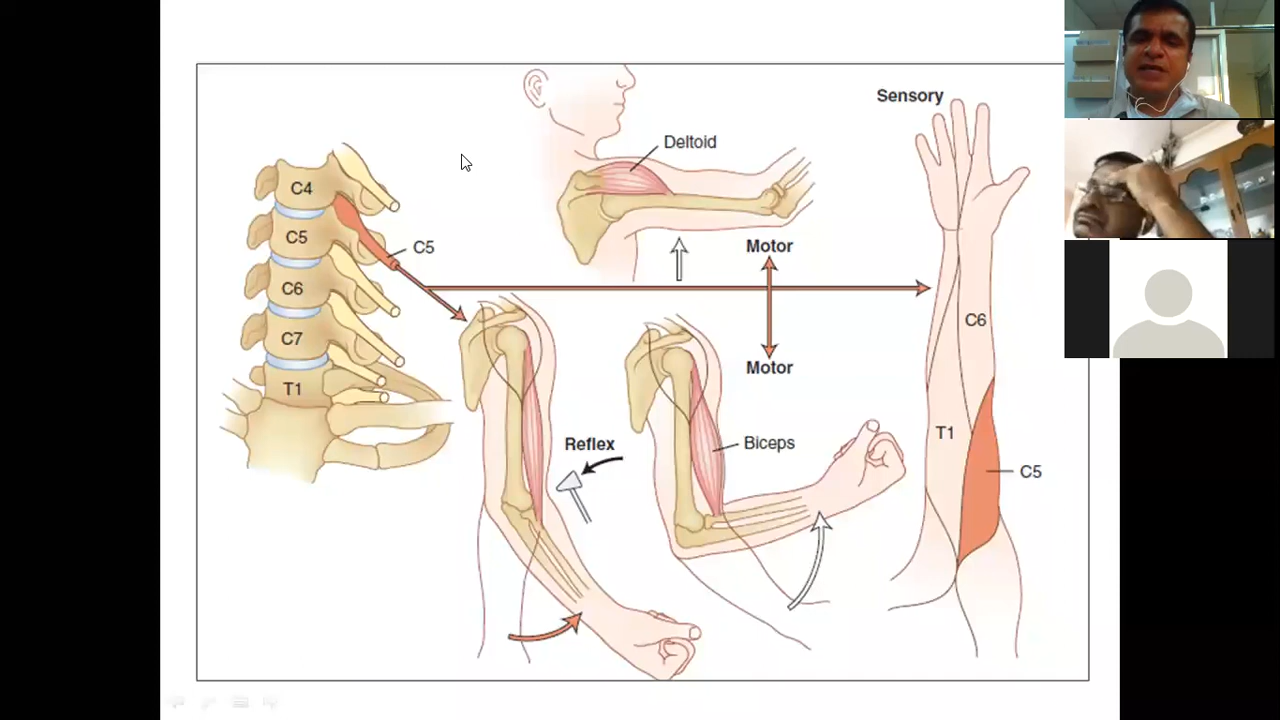 Sensory
Deltoid
C4
C5
C5
Motor
C6
C7
C6
Motor
T1
T1
Reflex
Biceps
C5